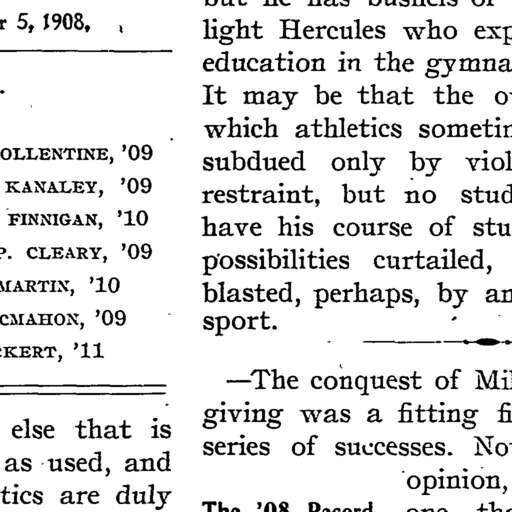 r 5, 1908,
OLLENTINE, '09
KANALEY, '09
FINNIGAN, '10
P. CLEARY, '09
MARTIN, '10
CMAHON, '09
CKERT, '11
else that is
as used, and
tics are duly
but he has bushels of
light Hercules who exp
education in the gymna
It may be that the o
which athletics sometim
subdued only by viol
restraint, but no stud
have his course of stu
possibilities curtailed,
blasted, perhaps, by an
sport.
—The conquest of Mil
giving was a fitting fi
series of successes. No
opinion,
The '08 Record. one the